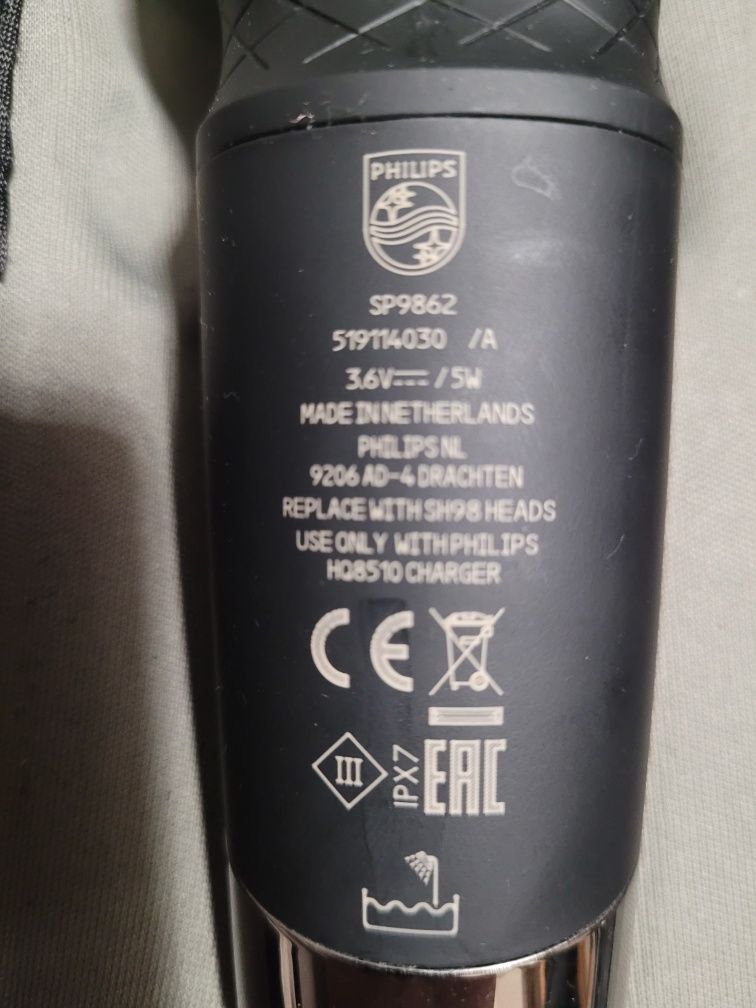 PHILIPS
SP9862
519114030 /A
3.6V⎓ / 5W
MADE IN NETHERLANDS
PHILIPS NL
9206 AD-4 DRACHTEN
REPLACE WITH SH98 HEADS
USE ONLY WITH PHILIPS
HQ8510 CHARGER
CE
III IPX7 EAC